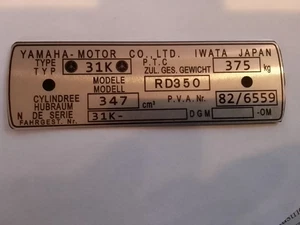 YAMAHA-MOTOR CO.,LTD. IWATA JAPAN
TYPE TYP 31K P.T.C ZUL. GES. GEWICHT 375 kg
MODELE MODELL RD350
CYLINDREE HUBRAUM 347 cm³ P.V.A.Nr. 82/6559
N DE SERIE FAHRGEST.Nr. 31K- DGM -OM